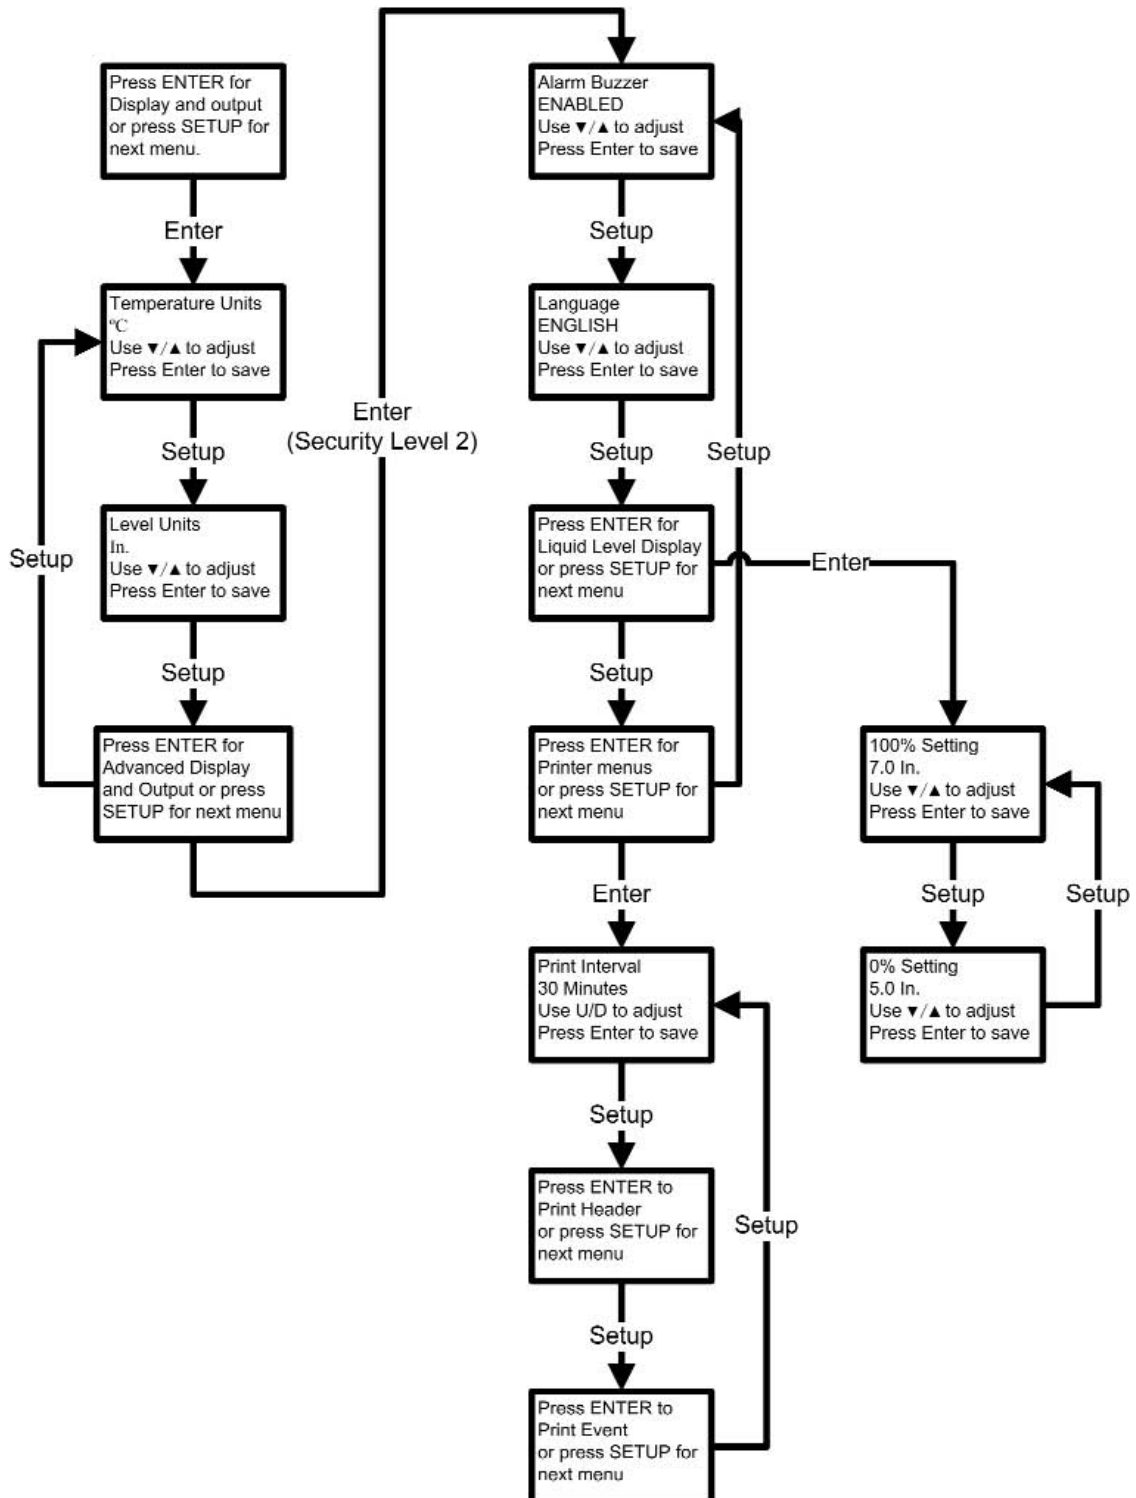 Press ENTER for
Display and output
or press SETUP for
next menu.
Enter
Temperature Units
°C
Use ▼/▲ to adjust
Press Enter to save
Setup
Level Units
In.
Use ▼/▲ to adjust
Press Enter to save
Setup
Setup
Press ENTER for
Advanced Display
and Output or press
SETUP for next menu
Enter
(Security Level 2)
Alarm Buzzer
ENABLED
Use ▼/▲ to adjust
Press Enter to save
Setup
Language
ENGLISH
Use ▼/▲ to adjust
Press Enter to save
Setup
Setup
Press ENTER for
Liquid Level Display
or press SETUP for
next menu
Enter
Setup
Press ENTER for
Printer menus
or press SETUP for
next menu
Enter
Print Interval
30 Minutes
Use U/D to adjust
Press Enter to save
Setup
Press ENTER to
Print Header
or press SETUP for
next menu
Setup
Setup
Press ENTER to
Print Event
or press SETUP for
next menu
100% Setting
7.0 In.
Use ▼/▲ to adjust
Press Enter to save
Setup
Setup
0% Setting
5.0 In.
Use ▼/▲ to adjust
Press Enter to save